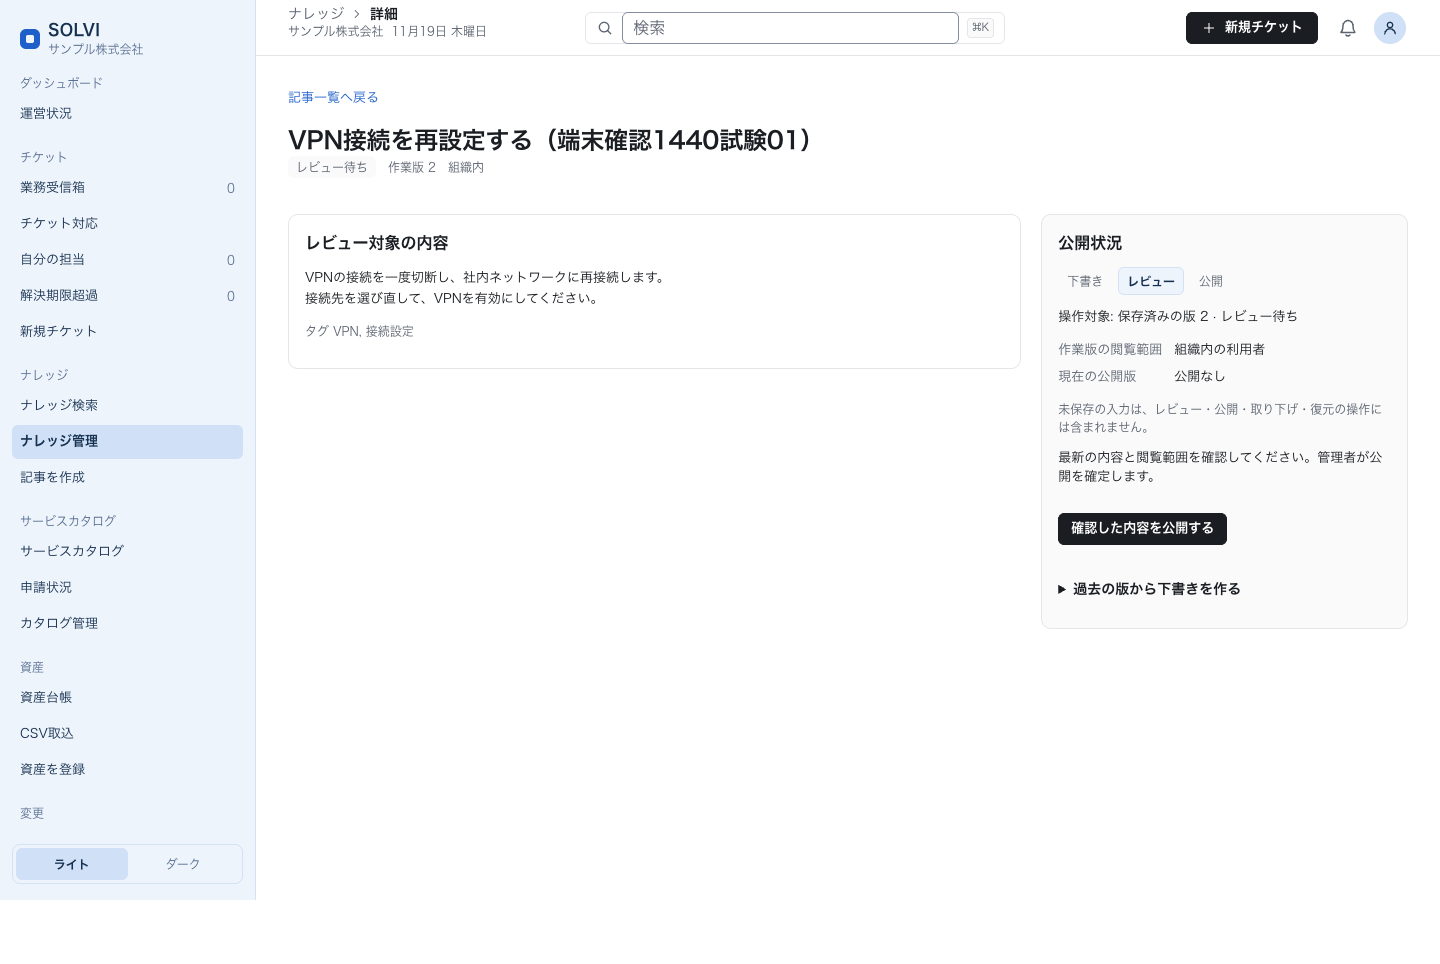 SOLVI
サンプル株式会社
ダッシュボード
運営状況
チケット
業務受信箱 0
チケット対応
自分の担当 0
解決期限超過 0
新規チケット
ナレッジ
ナレッジ検索
ナレッジ管理
記事を作成
サービスカタログ
サービスカタログ
申請状況
カタログ管理
資産
資産台帳
CSV取込
資産を登録
変更
ライト ダーク
ナレッジ > 詳細
サンプル株式会社 11月19日 木曜日
検索 ⌘K
新規チケット
記事一覧へ戻る
VPN接続を再設定する（端末確認1440試験01）
レビュー待ち 作業版 2 組織内
レビュー対象の内容
VPNの接続を一度切断し、社内ネットワークに再接続します。
接続先を選び直して、VPNを有効にしてください。
タグ VPN, 接続設定
公開状況
下書き レビュー 公開
操作対象: 保存済みの版 2 · レビュー待ち
作業版の閲覧範囲 組織内の利用者
現在の公開版 公開なし
未保存の入力は、レビュー・公開・取り下げ・復元の操作に
は含まれません。
最新の内容と閲覧範囲を確認してください。管理者が公
開を確定します。
確認した内容を公開する
▶ 過去の版から下書きを作る